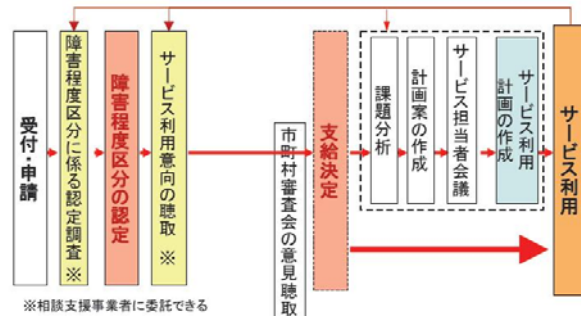 受付・申請
障害程度区分に係る認定調査※
障害程度区分の認定
サービス利用意向の聴取 ※
市町村審査会の意見聴取
支給決定
課題分析
計画案の作成
サービス担当者会議
サービス利用
計画の作成
サービス利用
※相談支援事業者に委託できる